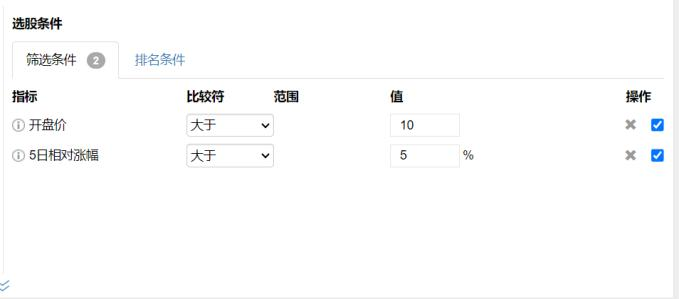 选股条件
筛选条件 2 排名条件
指标 比较符 范围 值 操作
开盘价 大于 10
5日相对涨幅 大于 5 %